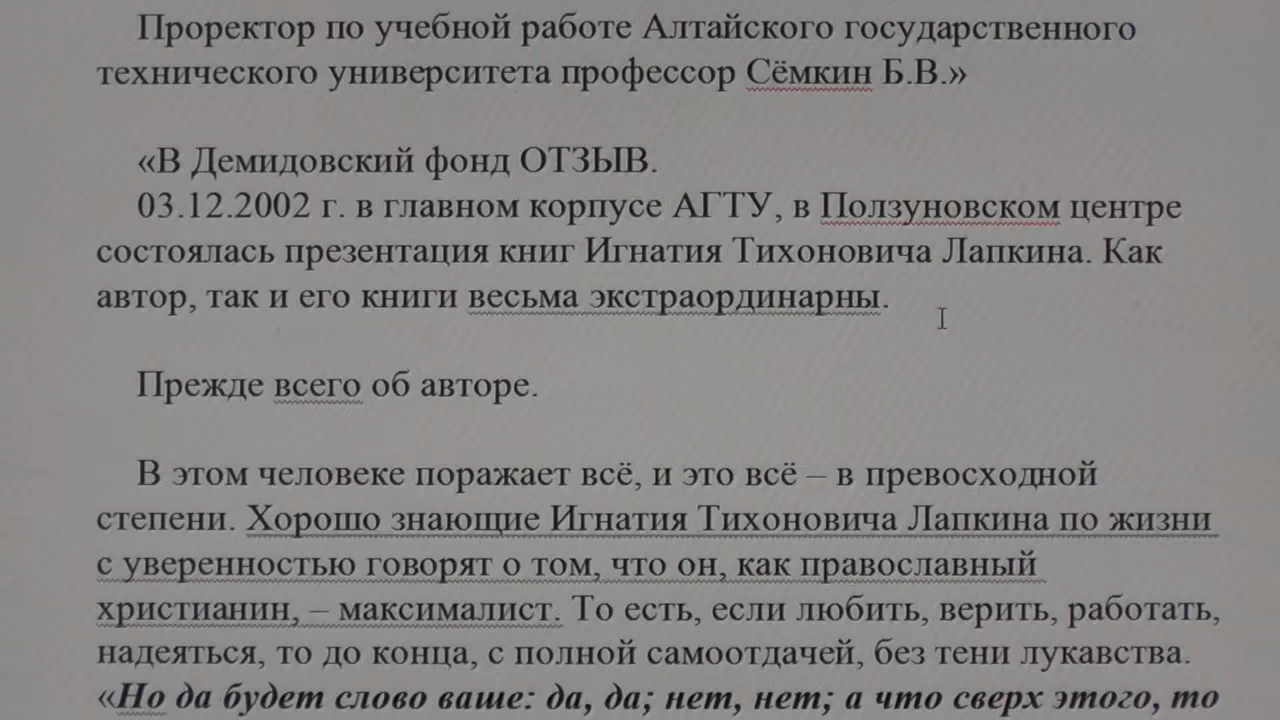 Проректор по учебной работе Алтайского государственного
технического университета профессор Сёмкин Б.В.»
«В Демидовский фонд ОТЗЫВ.
03.12.2002 г. в главном корпусе АГТУ, в Ползуновском центре
состоялась презентация книг Игнатия Тихоновича Лапкина. Как
автор, так и его книги весьма экстраординарны.
Прежде всего об авторе.
В этом человеке поражает всё, и это всё – в превосходной
степени. Хорошо знающие Игнатия Тихоновича Лапкина по жизни
с уверенностью говорят о том, что он, как православный
христианин, – максималист. То есть, если любить, верить, работать,
надеяться, то до конца, с полной самоотдачей, без тени лукавства.
«Но да будет слово ваше: да, да; нет, нет; а что сверх этого, то